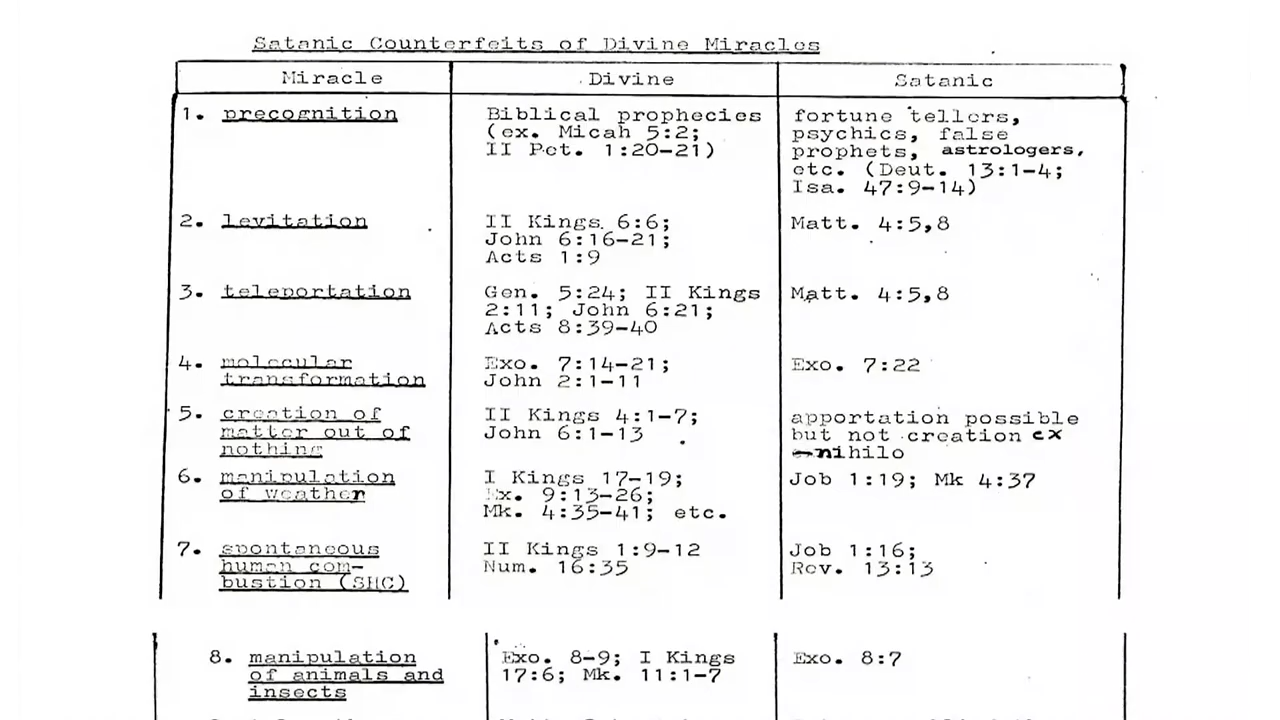 Satanic Counterfeits of Divine Miracles
Miracle Divine Satanic
1. precognition
Biblical prophecies
(ex. Micah 5:2;
II Pet. 1:20-21)
fortune tellers,
psychics, false
prophets, astrologers,
etc. (Deut. 13:1-4;
Isa. 47:9-14)
2. levitation
II Kings 6:6;
John 6:16-21;
Acts 1:9
Matt. 4:5,8
3. teleportation
Gen. 5:24; II Kings
2:11; John 6:21;
Acts 8:39-40
Matt. 4:5,8
4. molecular
transformation
Exo. 7:14-21;
John 2:1-11
Exo. 7:22
5. creation of
matter out of
nothing
II Kings 4:1-7;
John 6:1-13
apportation possible
but not creation ex
nihilo
6. manipulation
of weather
I Kings 17-19;
Ex. 9:13-26;
Mk. 4:35-41; etc.
Job 1:19; Mk 4:37
7. spontaneous
human com-
bustion (SHC)
II Kings 1:9-12
Num. 16:35
Job 1:16;
Rev. 13:13
8. manipulation
of animals and
insects
Exo. 8-9; I Kings
17:6; Mk. 11:1-7
Exo. 8:7